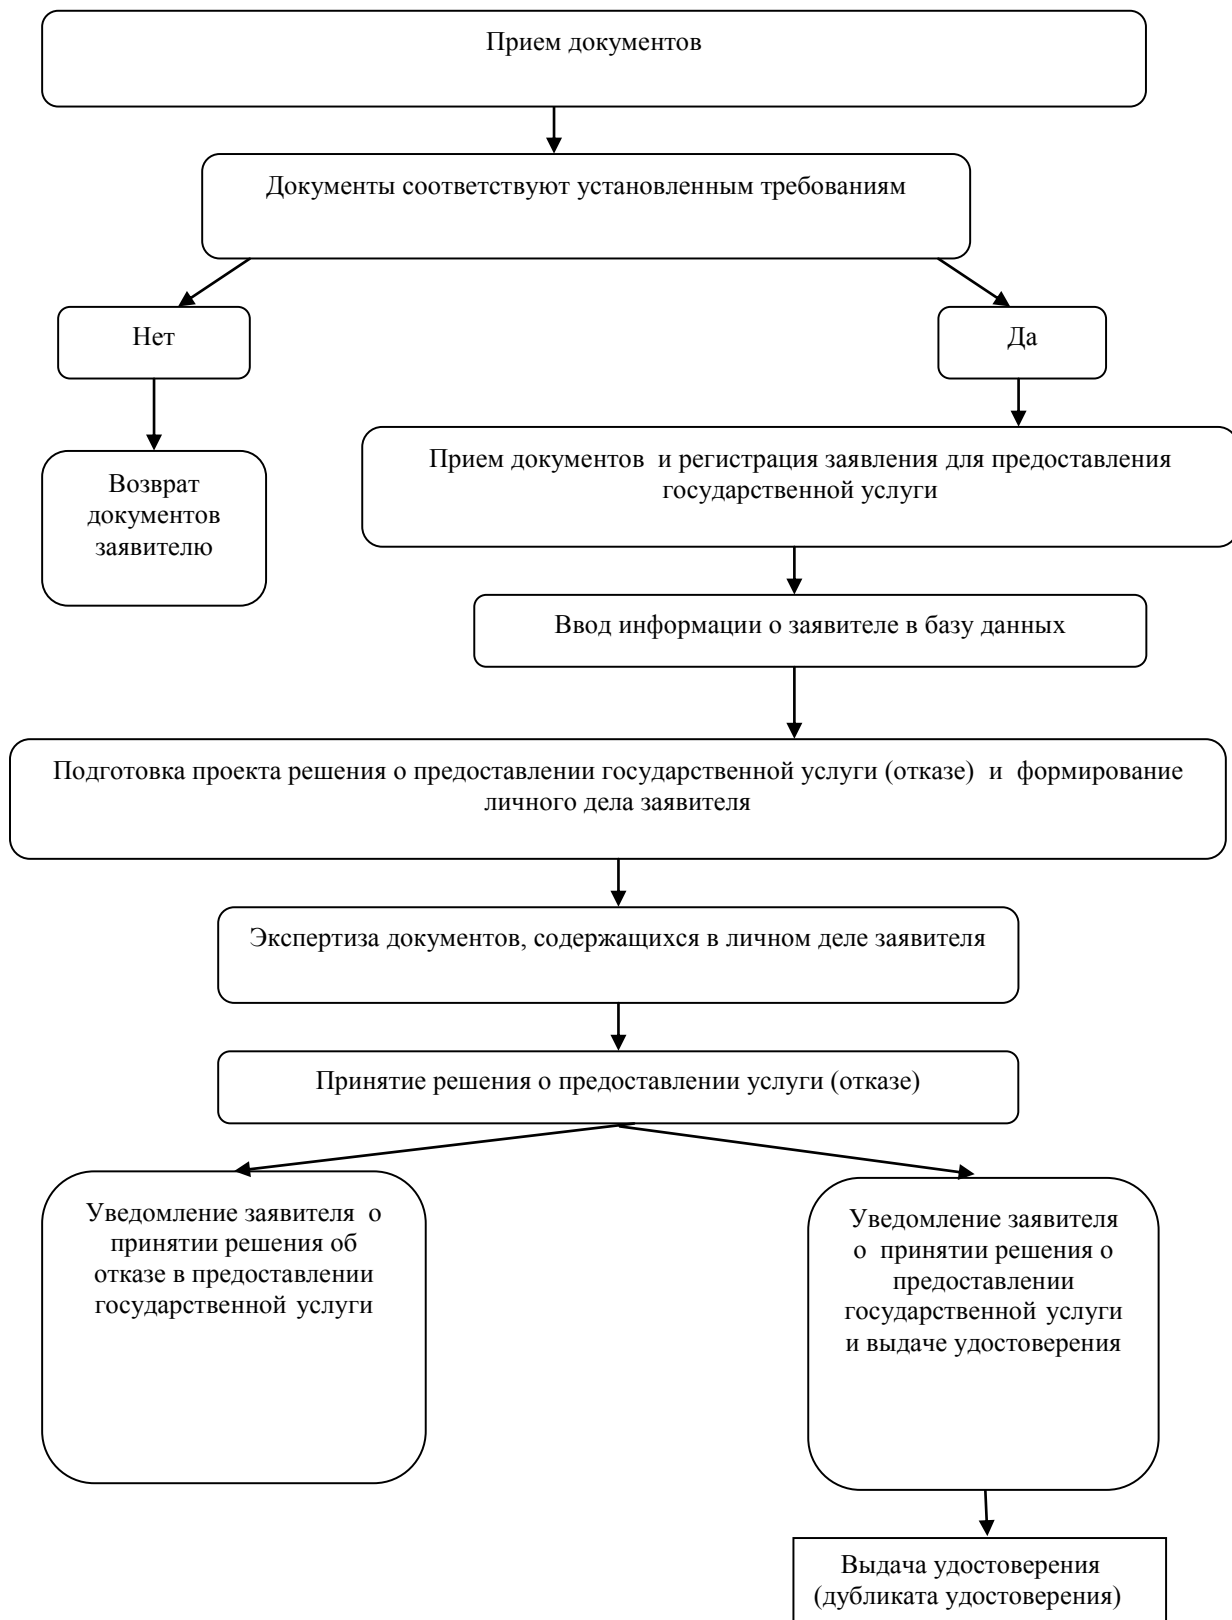 Прием документов
Документы соответствуют установленным требованиям
Нет
Да
Возврат
документов
заявителю
Прием документов  и регистрация заявления для предоставления
государственной услуги
Ввод информации о заявителе в базу данных
Подготовка проекта решения о предоставлении государственной услуги (отказе)  и  формирование
личного дела заявителя
Экспертиза документов, содержащихся в личном деле заявителя
Принятие решения о предоставлении услуги (отказе)
Уведомление заявителя  о
принятии решения об
отказе в предоставлении
государственной услуги
Уведомление заявителя
о  принятии решения о
предоставлении
государственной услуги
и выдаче удостоверения
Выдача удостоверения
(дубликата удостоверения)